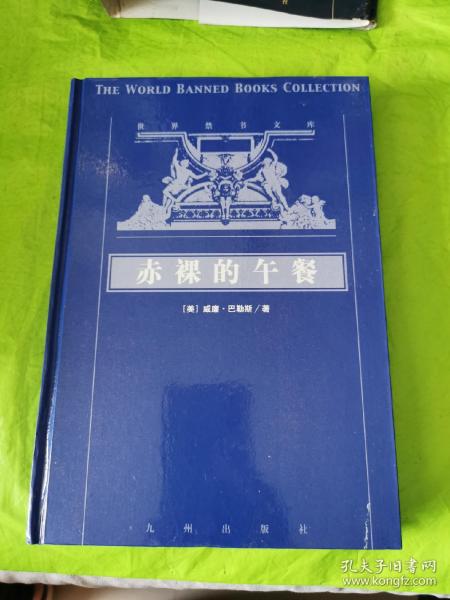 THE WORLD BANNED BOOKS COLLECTION
世界禁书文库
赤裸的午餐
[美] 威廉·巴勒斯/著
九州出版社
孔夫子旧书网
www.kongfz.com